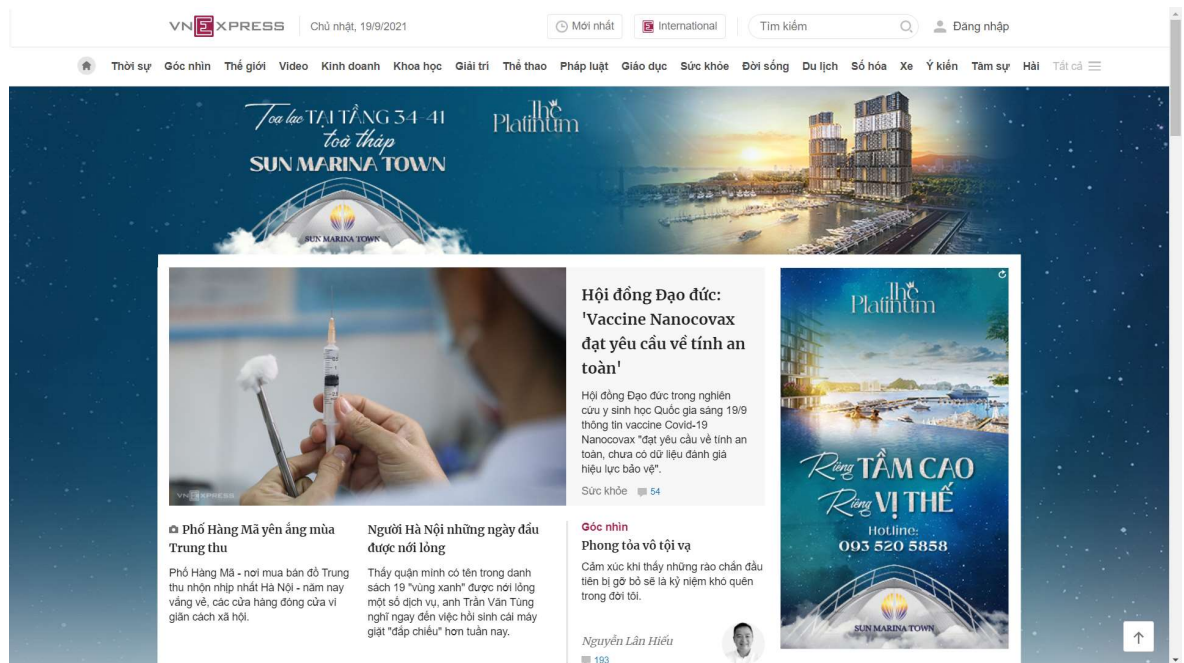 VNEXPRESS
Chủ nhật, 19/9/2021
Mới nhất
International
Tìm kiếm
Đăng nhập
Thời sự Góc nhìn Thế giới Video Kinh doanh Khoa học Giải trí Thể thao Pháp luật Giáo dục Sức khỏe Đời sống Du lịch Số hóa Xe Ý kiến Tâm sự Hài Tất cả
Toạ lạc TẠI TẦNG 34-41
toà tháp
SUN MARINA TOWN
SUN MARINA TOWN
The
Platinum
VNEXPRESS
Hội đồng Đạo đức:
'Vaccine Nanocovax
đạt yêu cầu về tính an
toàn'
Hội đồng Đạo đức trong nghiên
cứu y sinh học Quốc gia sáng 19/9
thông tin vaccine Covid-19
Nanocovax "đạt yêu cầu về tính an
toàn, chưa có dữ liệu đánh giá
hiệu lực bảo vệ".
Sức khỏe 54
Phố Hàng Mã yên ắng mùa
Trung thu
Phố Hàng Mã - nơi mua bán đồ Trung
thu nhộn nhịp nhất Hà Nội - năm nay
vắng vẻ, các cửa hàng đóng cửa vì
giãn cách xã hội.
Người Hà Nội những ngày đầu
được nới lỏng
Thấy quận mình có tên trong danh
sách 19 "vùng xanh" được nới lỏng
một số dịch vụ, anh Trần Văn Tùng
nghĩ ngay đến việc hồi sinh cái máy
giặt "đắp chiếu" hơn tuần nay.
Góc nhìn
Phong tỏa vô tội vạ
Cảm xúc khi thấy những rào chắn đầu
tiên bị gỡ bỏ sẽ là kỷ niệm khó quên
trong đời tôi.
Nguyễn Lân Hiếu
193
The
Platinum
Riêng TẦM CAO
Riêng VỊ THẾ
Hotline:
093 520 5858
SUN MARINA TOWN